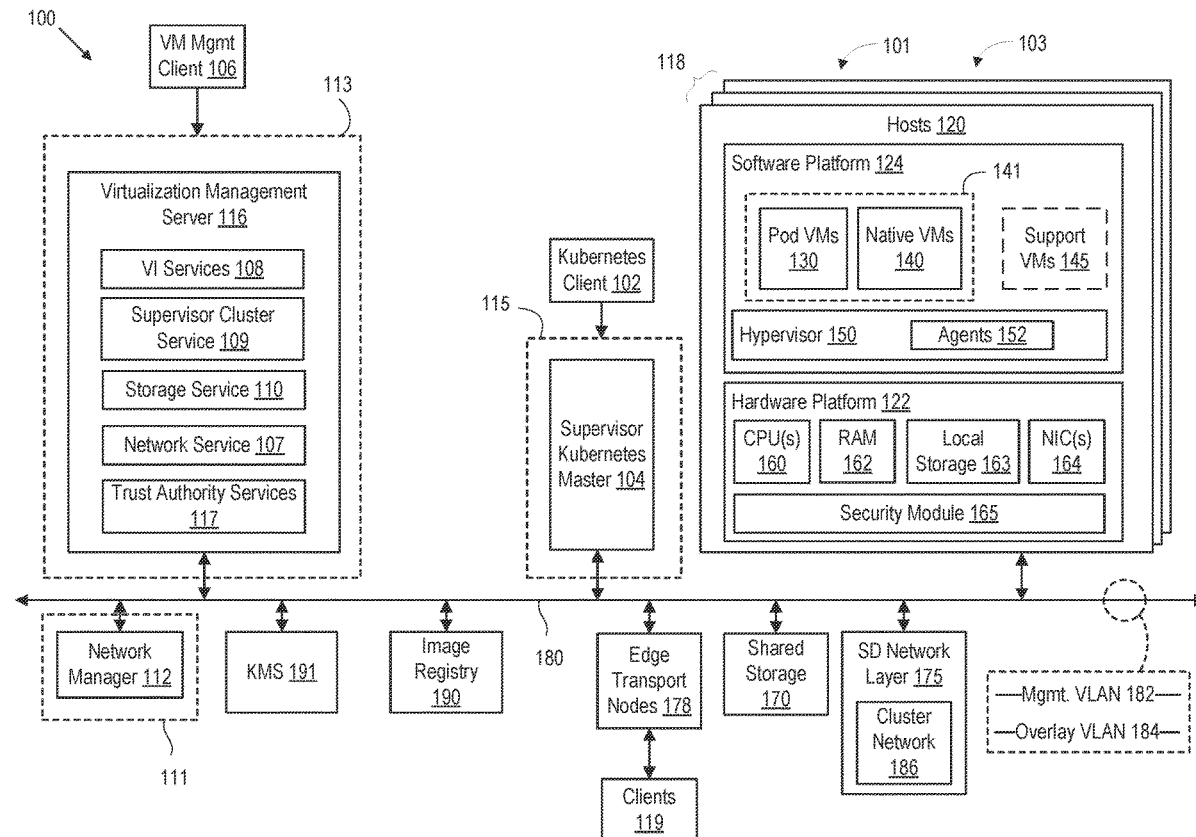 100
VM Mgmt
Client 106
113
Virtualization Management
Server 116
VI Services 108
Supervisor Cluster
Service 109
Storage Service 110
Network Service 107
Trust Authority Services
117
Kubernetes
Client 102
115
Supervisor
Kubernetes
Master 104
118
101
103
Hosts 120
Software Platform 124
141
Pod VMs
130
Native VMs
140
Support
VMs 145
Hypervisor 150
Agents 152
Hardware Platform 122
CPU(s)
160
RAM
162
Local
Storage 163
NIC(s)
164
Security Module 165
180
Network
Manager 112
111
KMS 191
Image
Registry
190
Edge
Transport
Nodes 178
Clients
119
Shared
Storage
170
SD Network
Layer 175
Cluster
Network
186
Mgmt. VLAN 182
Overlay VLAN 184